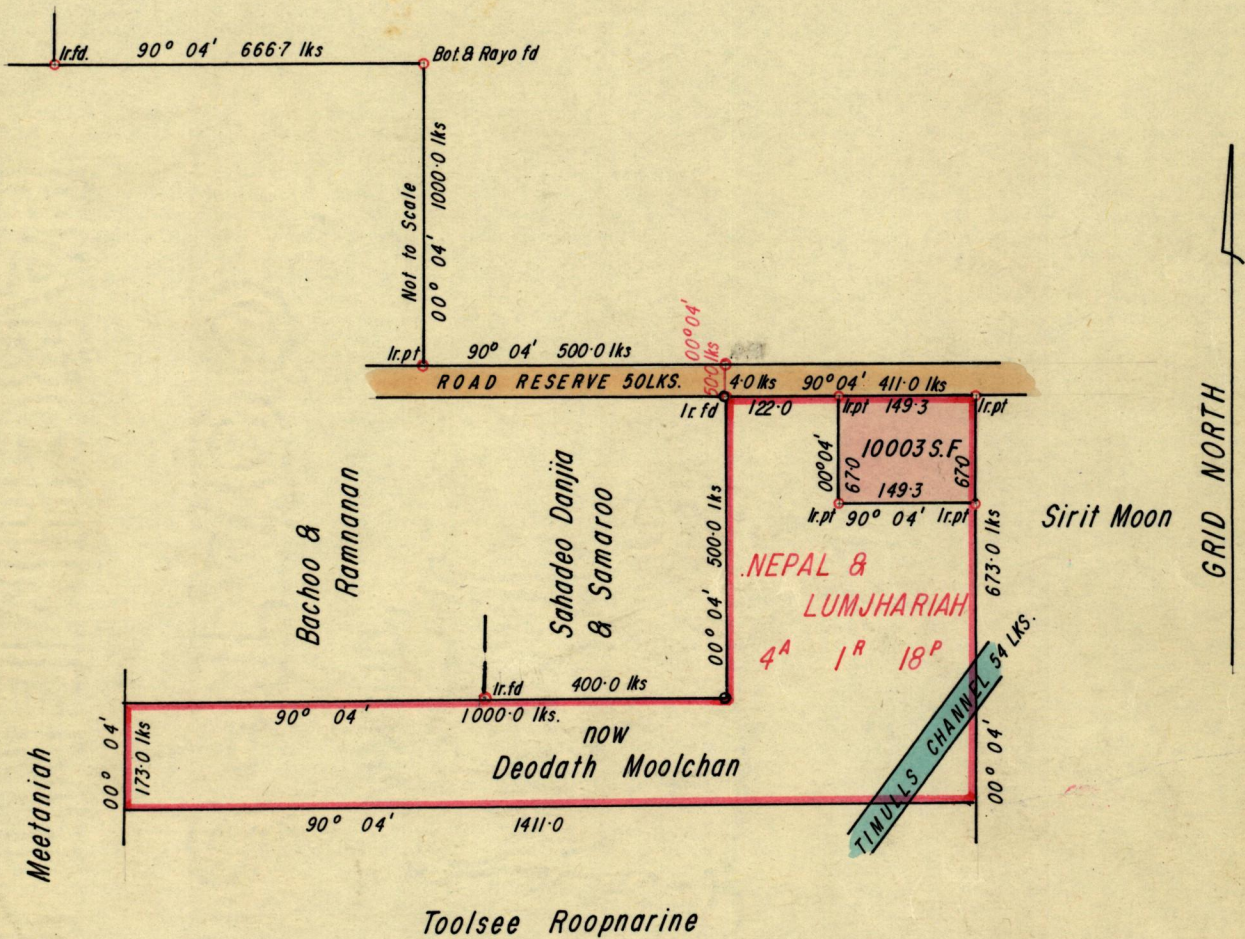 Ir.fd. 90° 04' 666·7 lks Bot. & Rayo fd
Not to Scale
00° 04' 1000·0 lks
Ir.pt 90° 04' 500·0 lks
00° 04'
50·0 lks
ROAD RESERVE 50LKS. 4·0 lks 90° 04' 411·0 lks
Ir. fd 122·0 Ir.pt 149·3 Ir.pt
10003 S.F.
00° 04'
67·0
67·0
149·3
Ir.pt 90° 04' Ir.pt
GRID NORTH
Sirit Moon
Bachoo &
Ramnanan
Sahadeo Danjia
& Samaroo
00° 04' 500·0 lks
673·0 lks
NEPAL &
LUMJHARIAH
4A 1R 18P
TIMULLS CHANNEL 54 LKS.
00° 04'
Ir.fd 400·0 lks
90° 04' 1000·0 lks.
now
Deodath Moolchan
Meetaniah
00° 04'
173·0 lks
90° 04' 1411·0
Toolsee Roopnarine